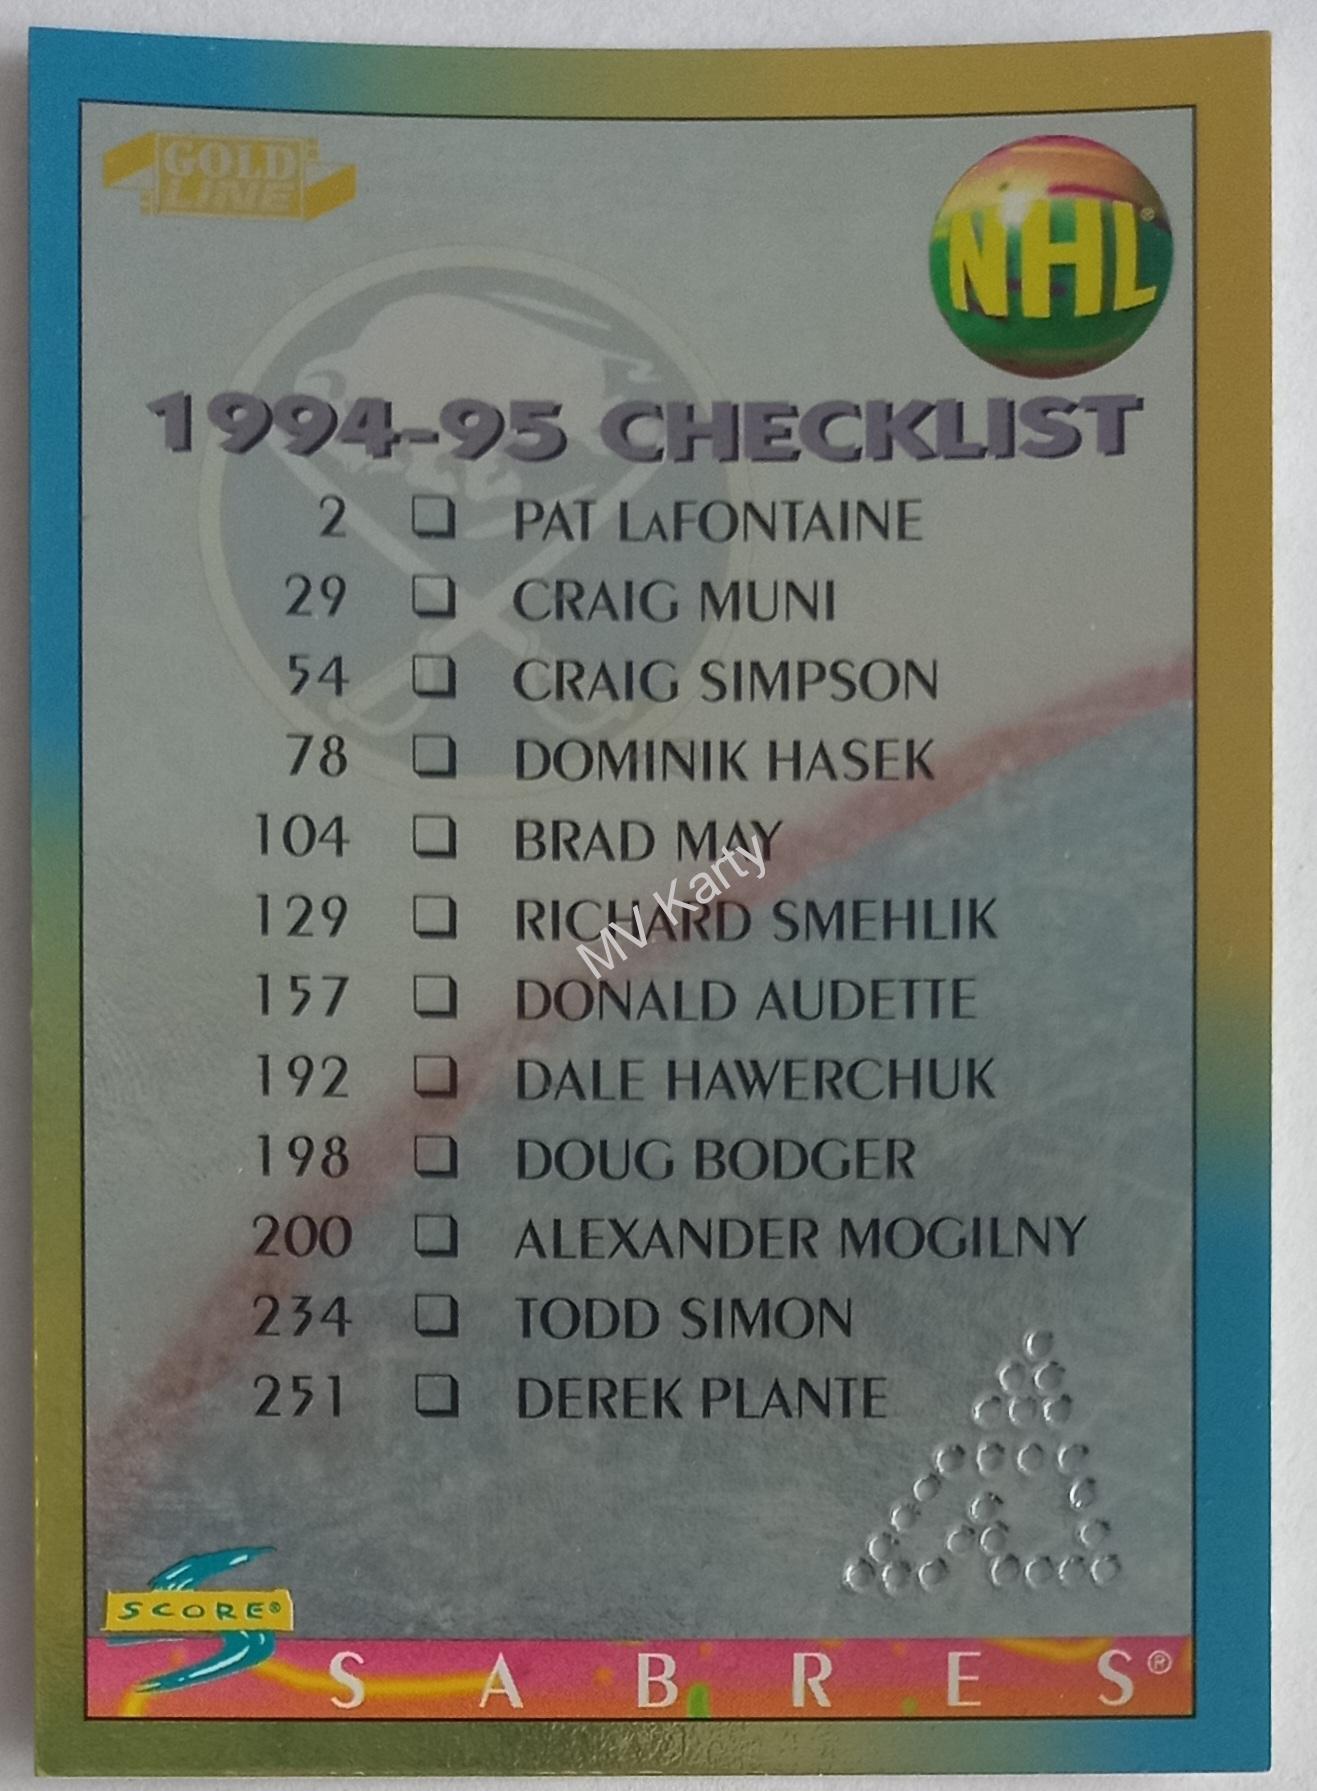 GOLD
LINE
NHL®
1994-95 CHECKLIST
2 ❑ PAT LaFONTAINE
29 ❑ CRAIG MUNI
54 ❑ CRAIG SIMPSON
78 ❑ DOMINIK HASEK
104 ❑ BRAD MAY
129 ❑ RICHARD SMEHLIK
157 ❑ DONALD AUDETTE
192 ❑ DALE HAWERCHUK
198 ❑ DOUG BODGER
200 ❑ ALEXANDER MOGILNY
234 ❑ TODD SIMON
251 ❑ DEREK PLANTE
MV Karty
A
SCORE®
SABRES®